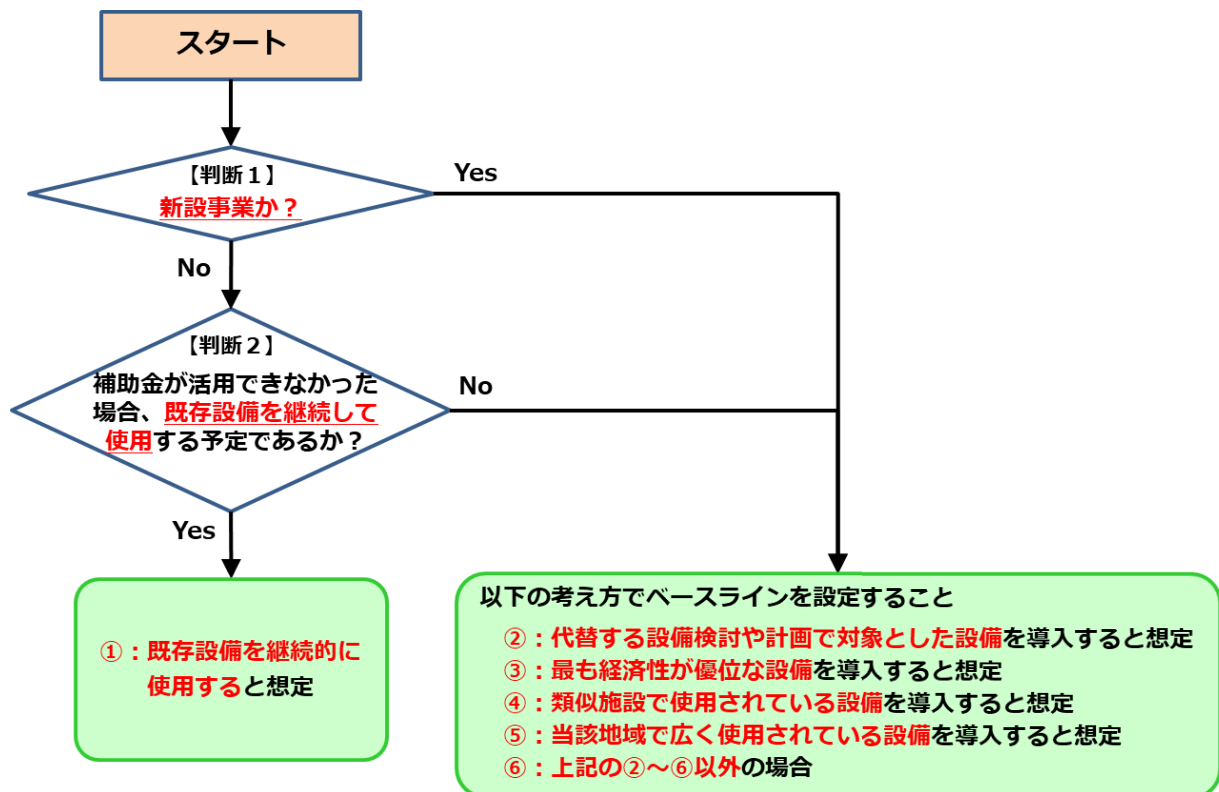 スタート
【判断１】
新設事業か？
Yes
No
【判断２】
補助金が活用できなかった
場合、既存設備を継続して
使用する予定であるか？
No
Yes
①：既存設備を継続的に
使用すると想定
以下の考え方でベースラインを設定すること
②：代替する設備検討や計画で対象とした設備を導入すると想定
③：最も経済性が優位な設備を導入すると想定
④：類似施設で使用されている設備を導入すると想定
⑤：当該地域で広く使用されている設備を導入すると想定
⑥：上記の②～⑥以外の場合